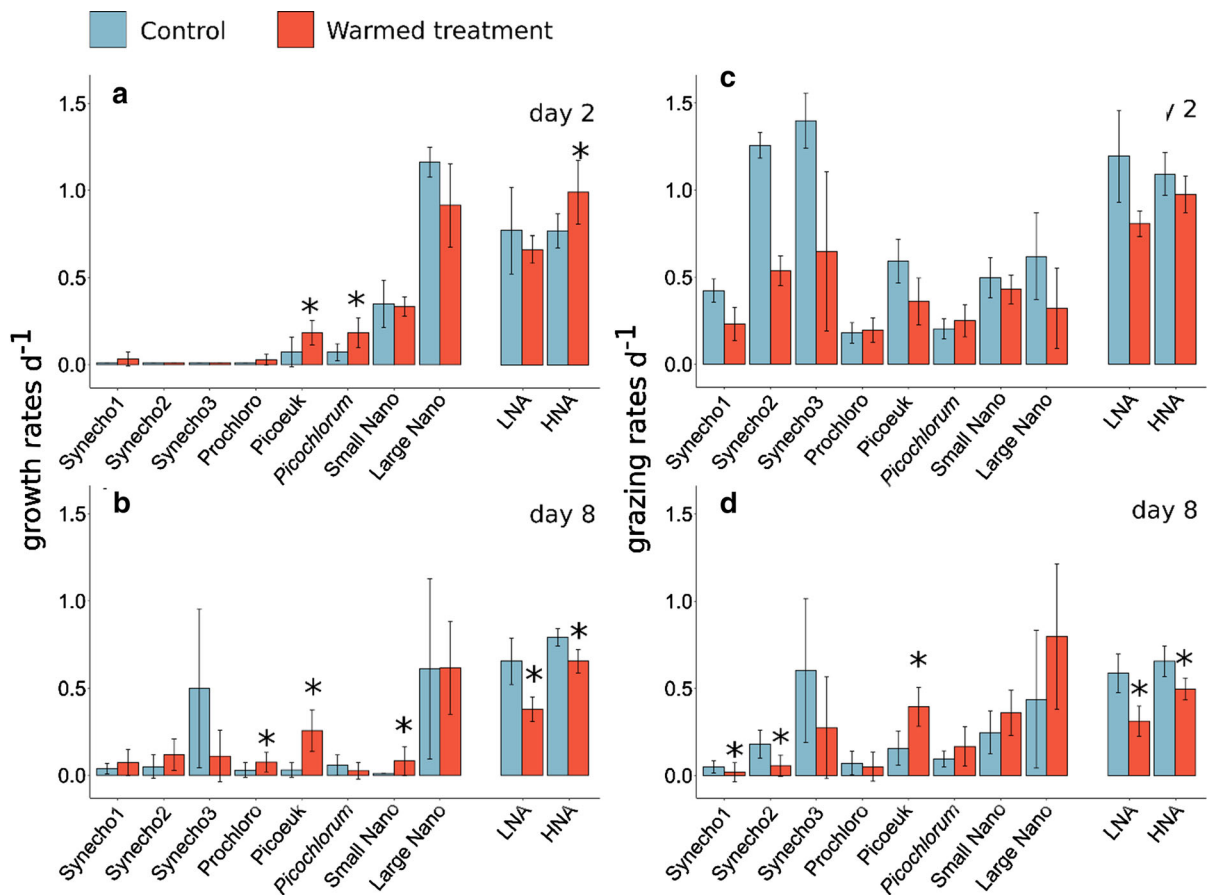 Control
Warmed treatment
a
day 2
1.5
1.0
0.5
0.0
growth rates d-1
Synecho1
Synecho2
Synecho3
Prochloro
Picoeuk
Picochlorum
Small Nano
Large Nano
LNA
HNA
*
*
*
c
y 2
1.5
1.0
0.5
0.0
grazing rates d-1
Synecho1
Synecho2
Synecho3
Prochloro
Picoeuk
Picochlorum
Small Nano
Large Nano
LNA
HNA
b
day 8
1.5
1.0
0.5
0.0
*
*
*
*
*
Synecho1
Synecho2
Synecho3
Prochloro
Picoeuk
Picochlorum
Small Nano
Large Nano
LNA
HNA
d
day 8
1.5
1.0
0.5
0.0
*
*
*
*
*
Synecho1
Synecho2
Synecho3
Prochloro
Picoeuk
Picochlorum
Small Nano
Large Nano
LNA
HNA